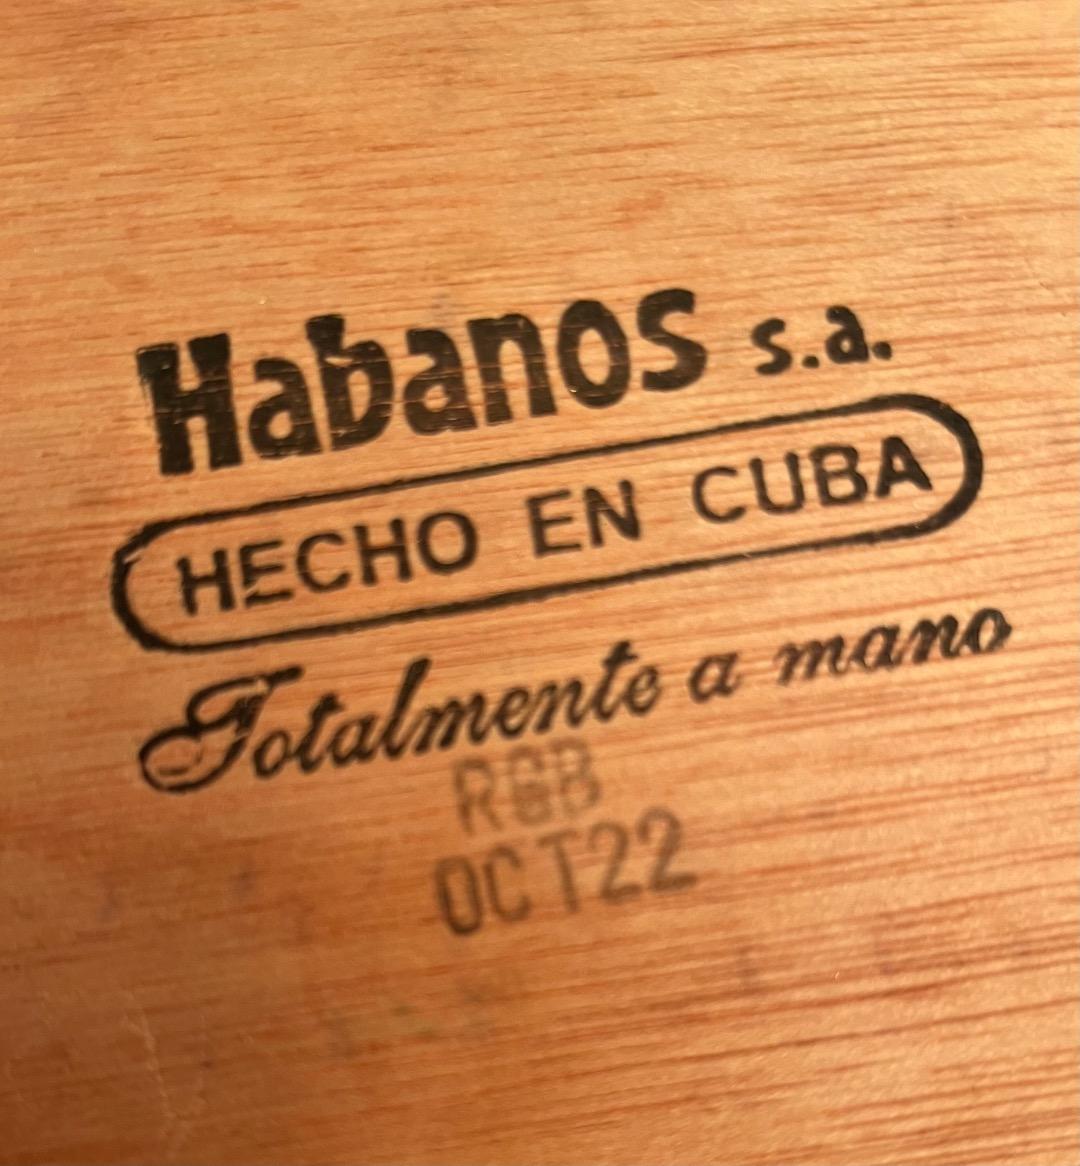 Habanos s.a.
HECHO EN CUBA
Totalmente a mano
RGB
OCT22